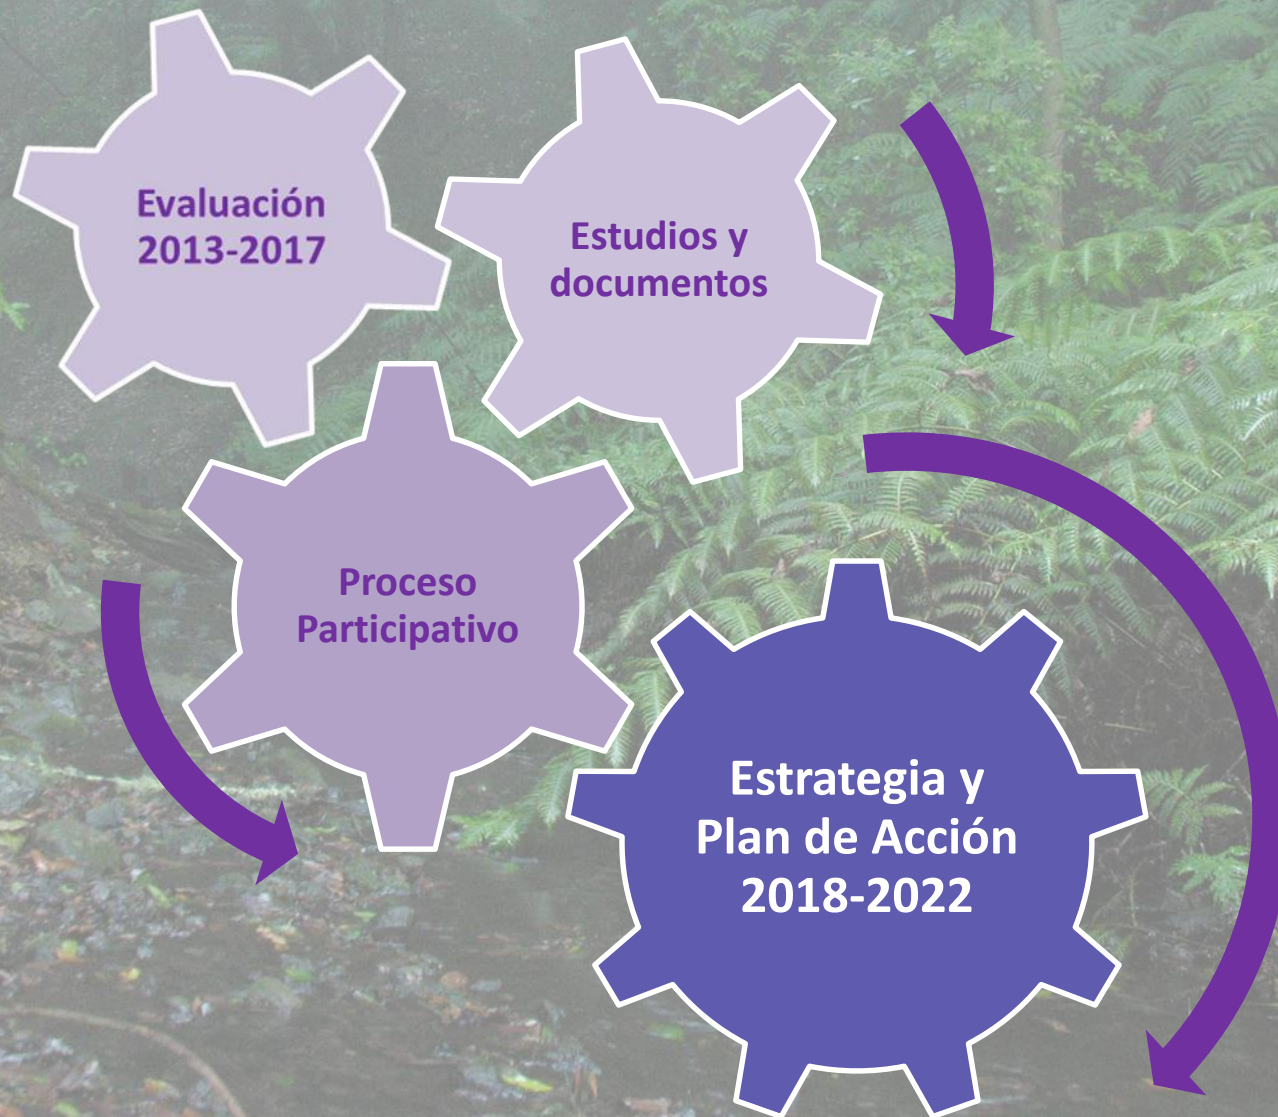 Evaluación
2013-2017
Estudios y
documentos
Proceso
Participativo
Estrategia y
Plan de Acción
2018-2022